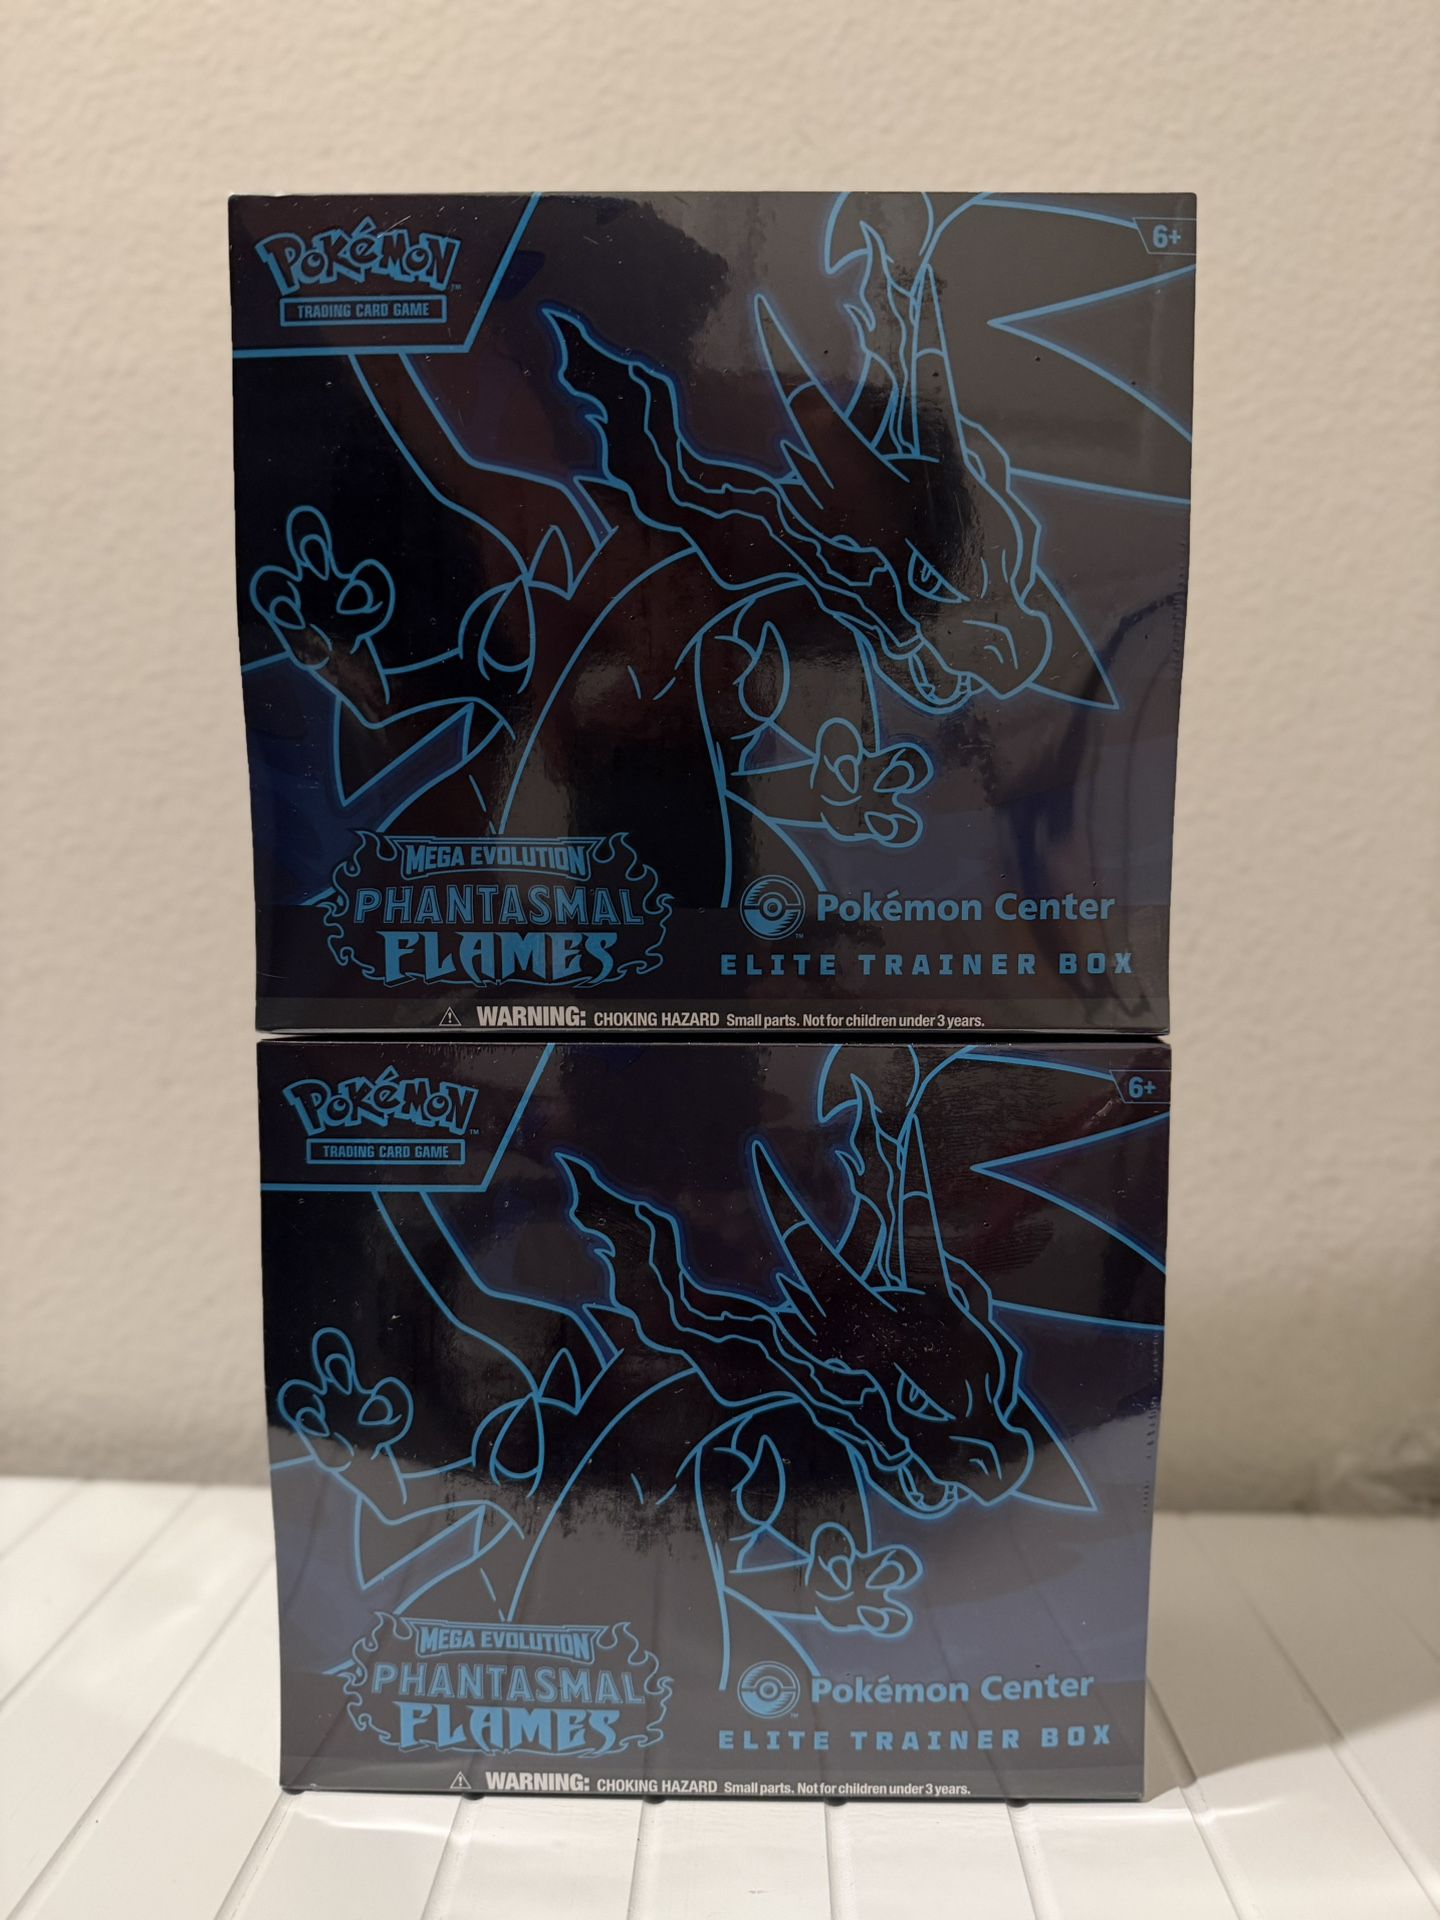 Pokémon
TRADING CARD GAME
6+
MEGA EVOLUTION
PHANTASMAL
FLAMES
Pokémon Center
ELITE TRAINER BOX
WARNING: CHOKING HAZARD Small parts. Not for children under 3 years.
Pokémon
TRADING CARD GAME
6+
MEGA EVOLUTION
PHANTASMAL
FLAMES
Pokémon Center
ELITE TRAINER BOX
WARNING: CHOKING HAZARD Small parts. Not for children under 3 years.